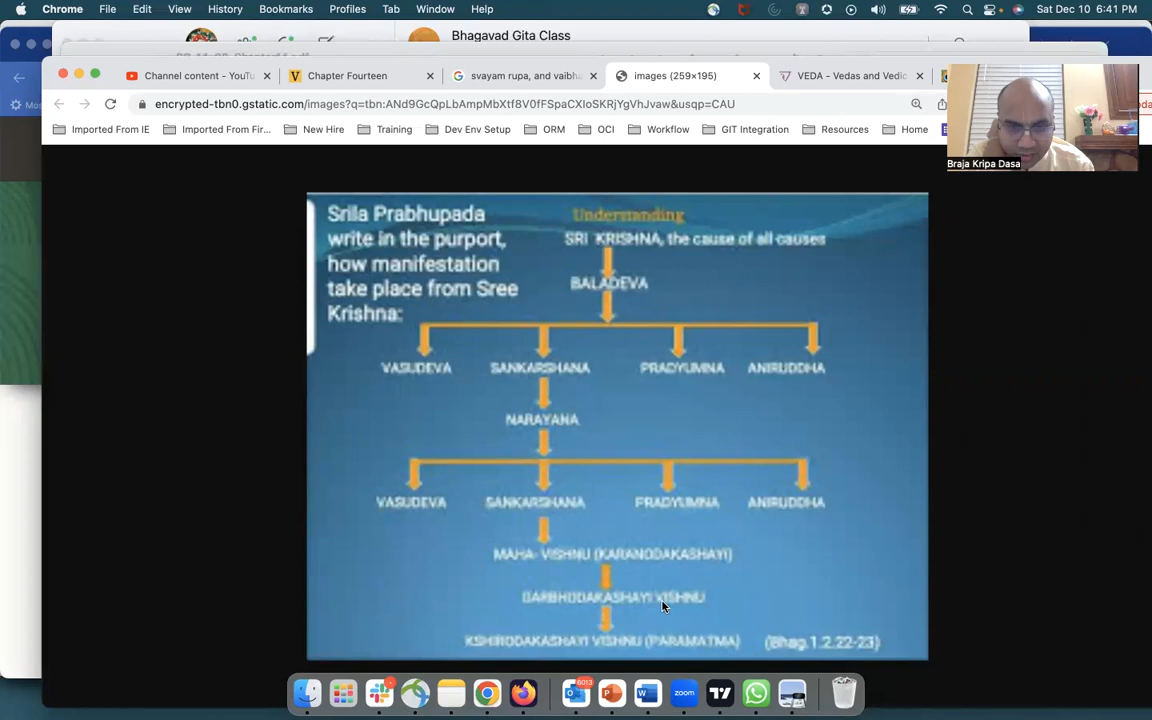 Chrome File Edit View History Bookmarks Profiles Tab Window Help Sat Dec 10 6:41 PM
Bhagavad Gita Class
Channel content - YouTu Chapter Fourteen svayam rupa, and vaibha images (259×195) VEDA - Vedas and Vedic
encrypted-tbn0.gstatic.com/images?q=tbn:ANd9GcQpLbAmpMbXtf8V0fFSpaCXIoSKRjYgVhJvaw&usqp=CAU
Imported From IE Imported From Fir... New Hire Training Dev Env Setup ORM OCI Workflow GIT Integration Resources Home
Braja Kripa Dasa
Srila Prabhupada
write in the purport,
how manifestation
take place from Sree
Krishna:
Understanding
SRI KRISHNA, the cause of all causes
BALADEVA
VASUDEVA SANKARSHANA PRADYUMNA ANIRUDDHA
NARAYANA
VASUDEVA SANKARSHANA PRADYUMNA ANIRUDDHA
MAHA- VISHNU (KARANODAKASHAYI)
GARBHODAKASHAYI VISHNU
KSHIRODAKASHAYI VISHNU (PARAMATMA) (Bhag.1.2.22-23)
6013
zoom